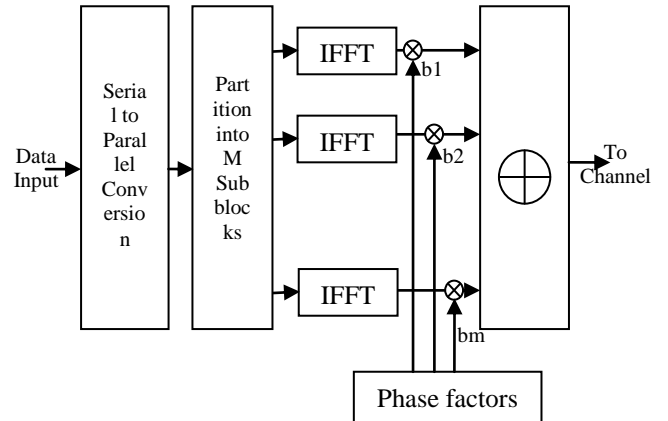 Data
Input
Seria
l to
Paral
lel
Conv
ersio
n
Part
ition
into
M
Sub
bloc
ks
IFFT
b1
IFFT
b2
IFFT
bm
To
Channel
Phase factors